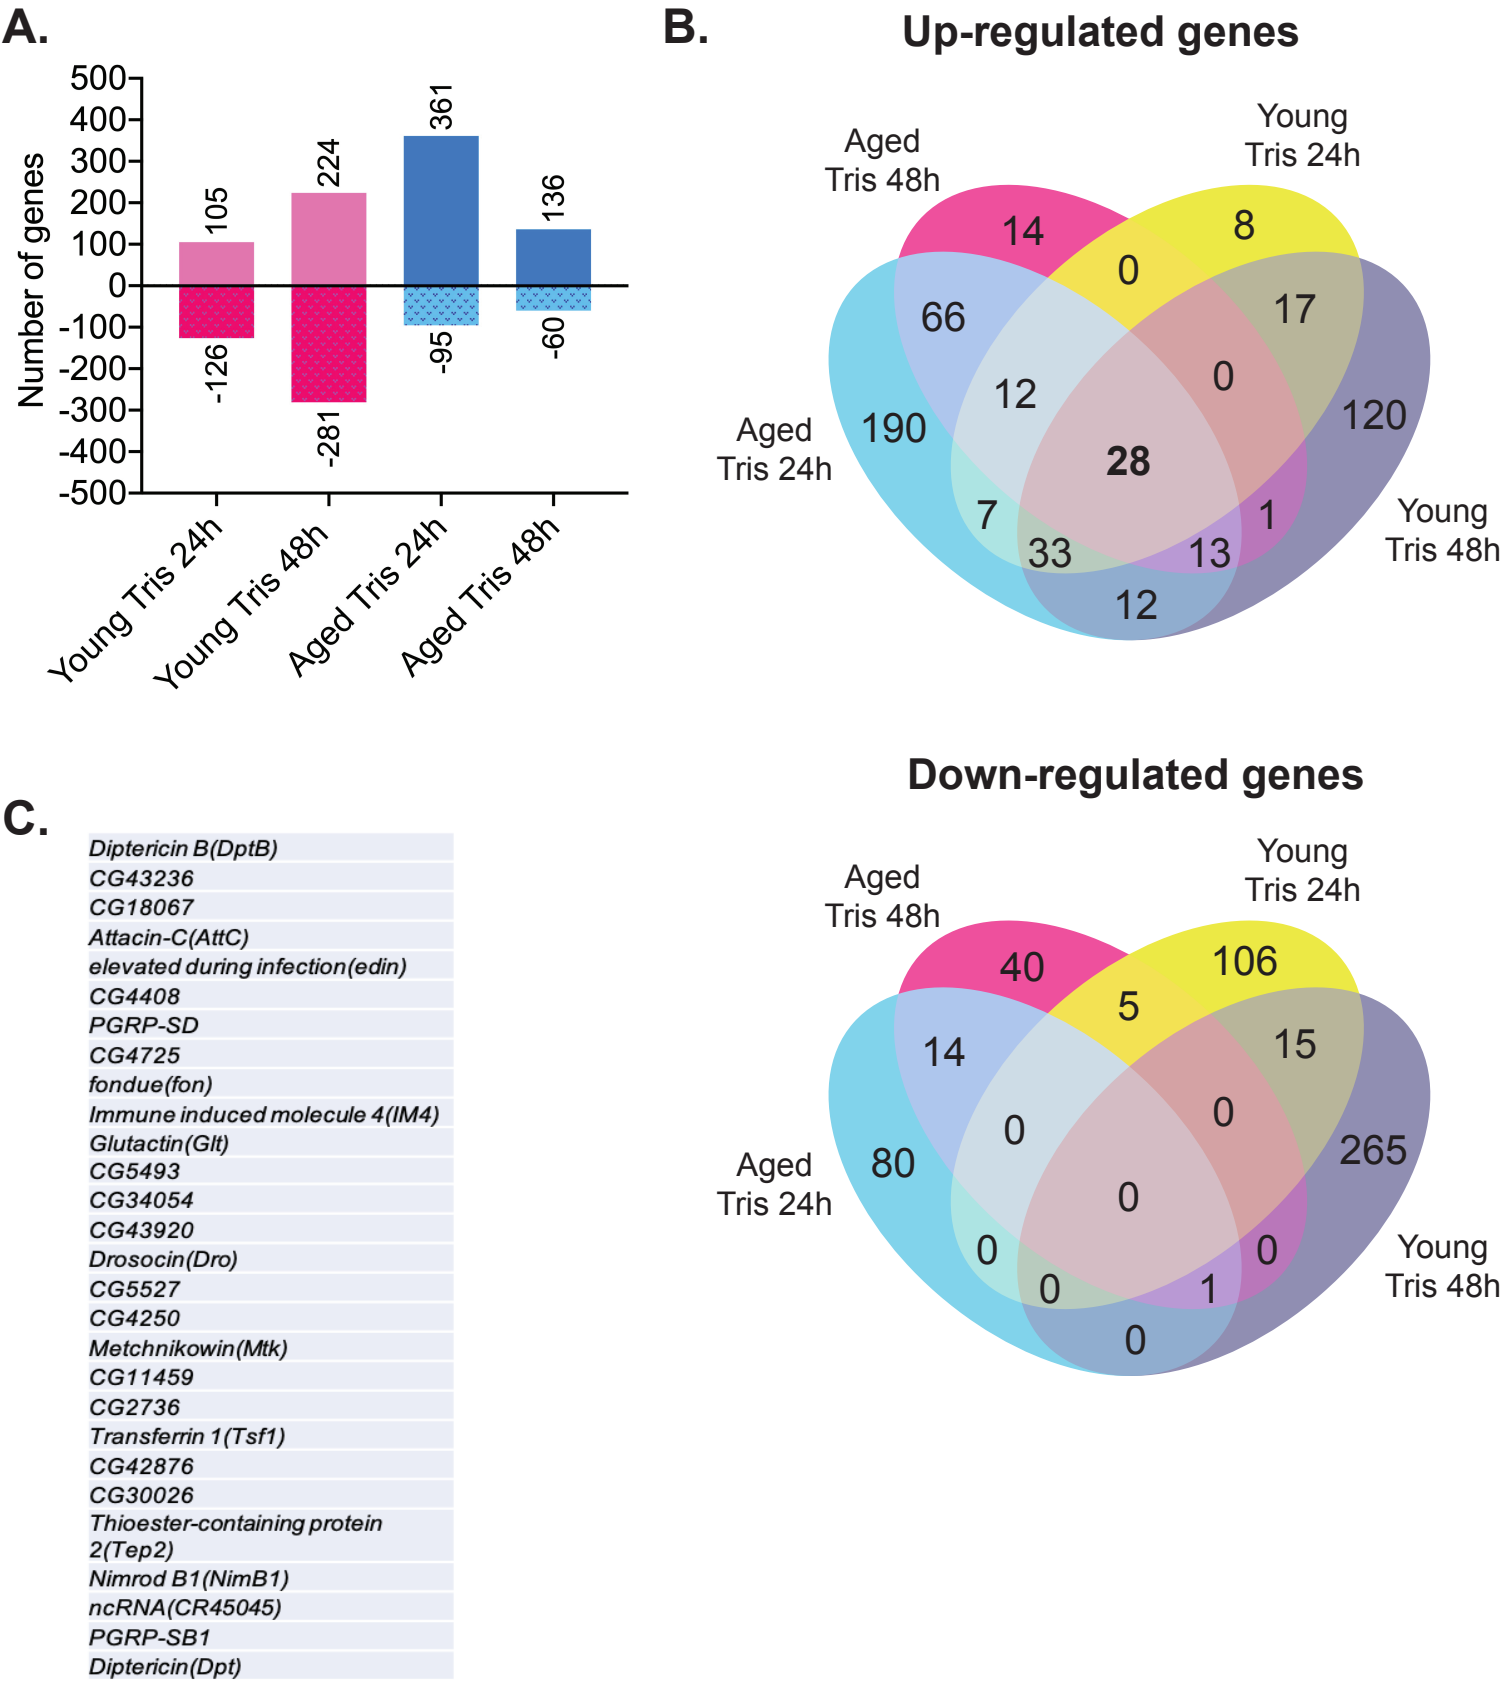 A.
500
400
300
200
100
0
-100
-200
-300
-400
-500
Number of genes
105
224
361
136
-126
-281
-95
-60
Young Tris 24h
Young Tris 48h
Aged Tris 24h
Aged Tris 48h
B.
Up-regulated genes
Aged
Tris 48h
Young
Tris 24h
Aged
Tris 24h
Young
Tris 48h
14
8
0
66
17
12
0
190
120
28
7
1
33
13
12
Down-regulated genes
Aged
Tris 48h
Young
Tris 24h
Aged
Tris 24h
Young
Tris 48h
40
106
5
14
15
0
0
80
265
0
0
0
0
1
0
C.
Diptericin B(DptB)
CG43236
CG18067
Attacin-C(AttC)
elevated during infection(edin)
CG4408
PGRP-SD
CG4725
fondue(fon)
Immune induced molecule 4(IM4)
Glutactin(Glt)
CG5493
CG34054
CG43920
Drosocin(Dro)
CG5527
CG4250
Metchnikowin(Mtk)
CG11459
CG2736
Transferrin 1(Tsf1)
CG42876
CG30026
Thioester-containing protein
2(Tep2)
Nimrod B1(NimB1)
ncRNA(CR45045)
PGRP-SB1
Diptericin(Dpt)